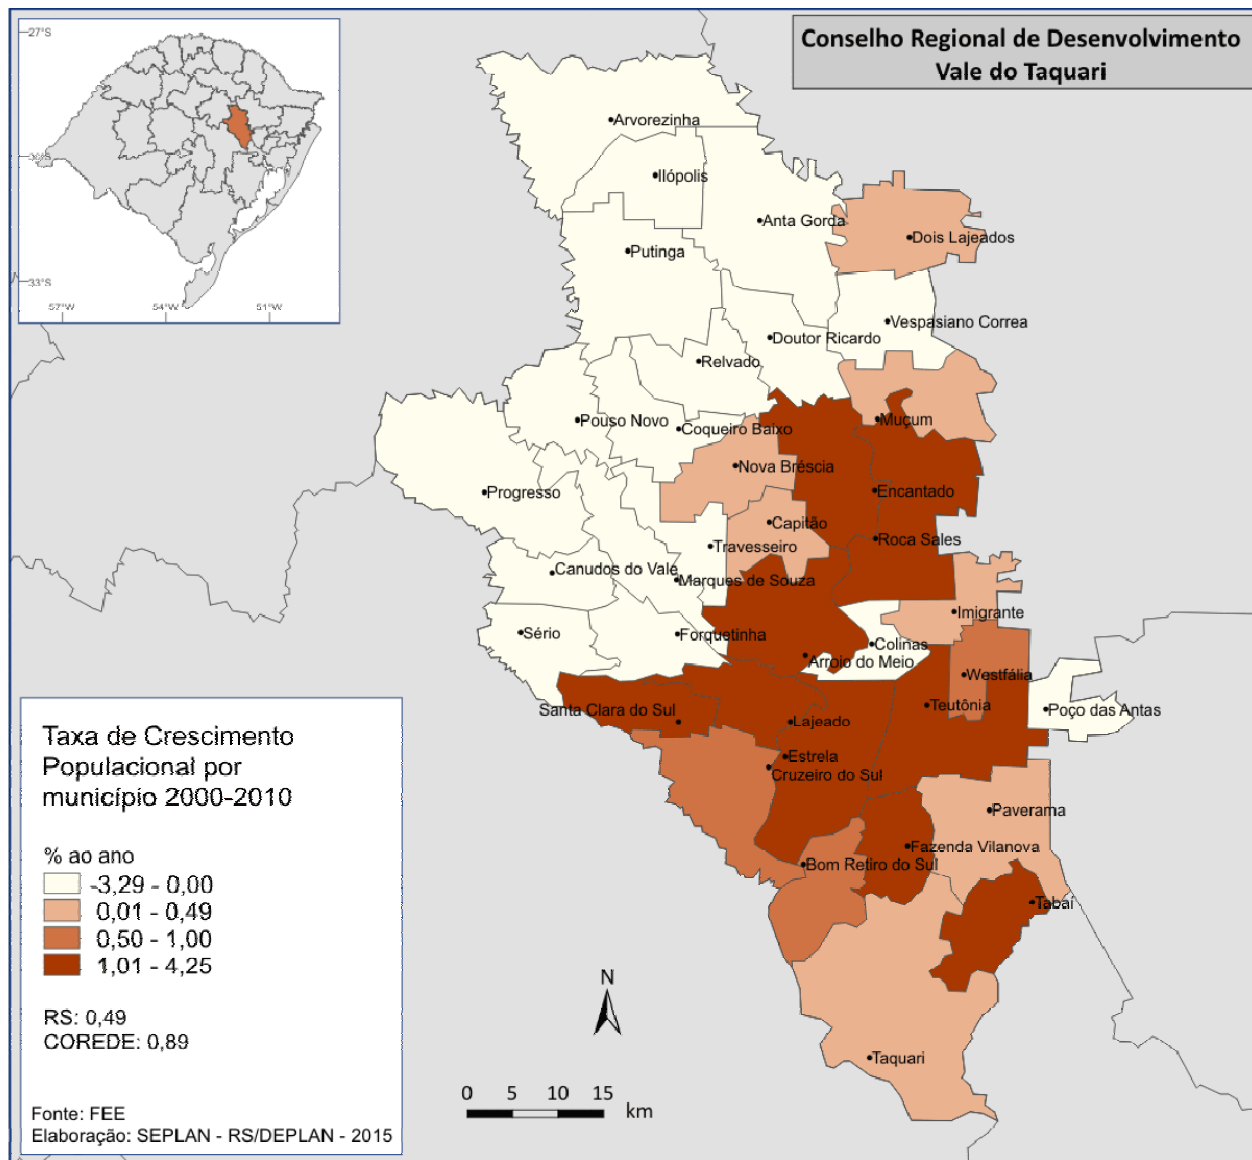 Conselho Regional de Desenvolvimento
Vale do Taquari
27°S
30°S
33°S
57°W
54°W
51°W
Arvorezinha
Ilópolis
Anta Gorda
Dois Lajeados
Putinga
Vespasiano Correa
Doutor Ricardo
Relvado
Pouso Novo
Coqueiro Baixo
Muçum
Nova Bréscia
Progresso
Encantado
Capitão
Roca Sales
Travesseiro
Canudos do Vale
Marques de Souza
Imigrante
Sério
Forquetinha
Colinas
Arroio do Meio
Westfália
Santa Clara do Sul
Lajeado
Teutônia
Poço das Antas
Estrela
Cruzeiro do Sul
Paverama
Fazenda Vilanova
Bom Retiro do Sul
Tabaí
Taquari
Taxa de Crescimento
Populacional por
município 2000-2010
% ao ano
-3,29 - 0,00
0,01 - 0,49
0,50 - 1,00
1,01 - 4,25
RS: 0,49
COREDE: 0,89
Fonte: FEE
Elaboração: SEPLAN - RS/DEPLAN - 2015
N
0 5 10 15
km